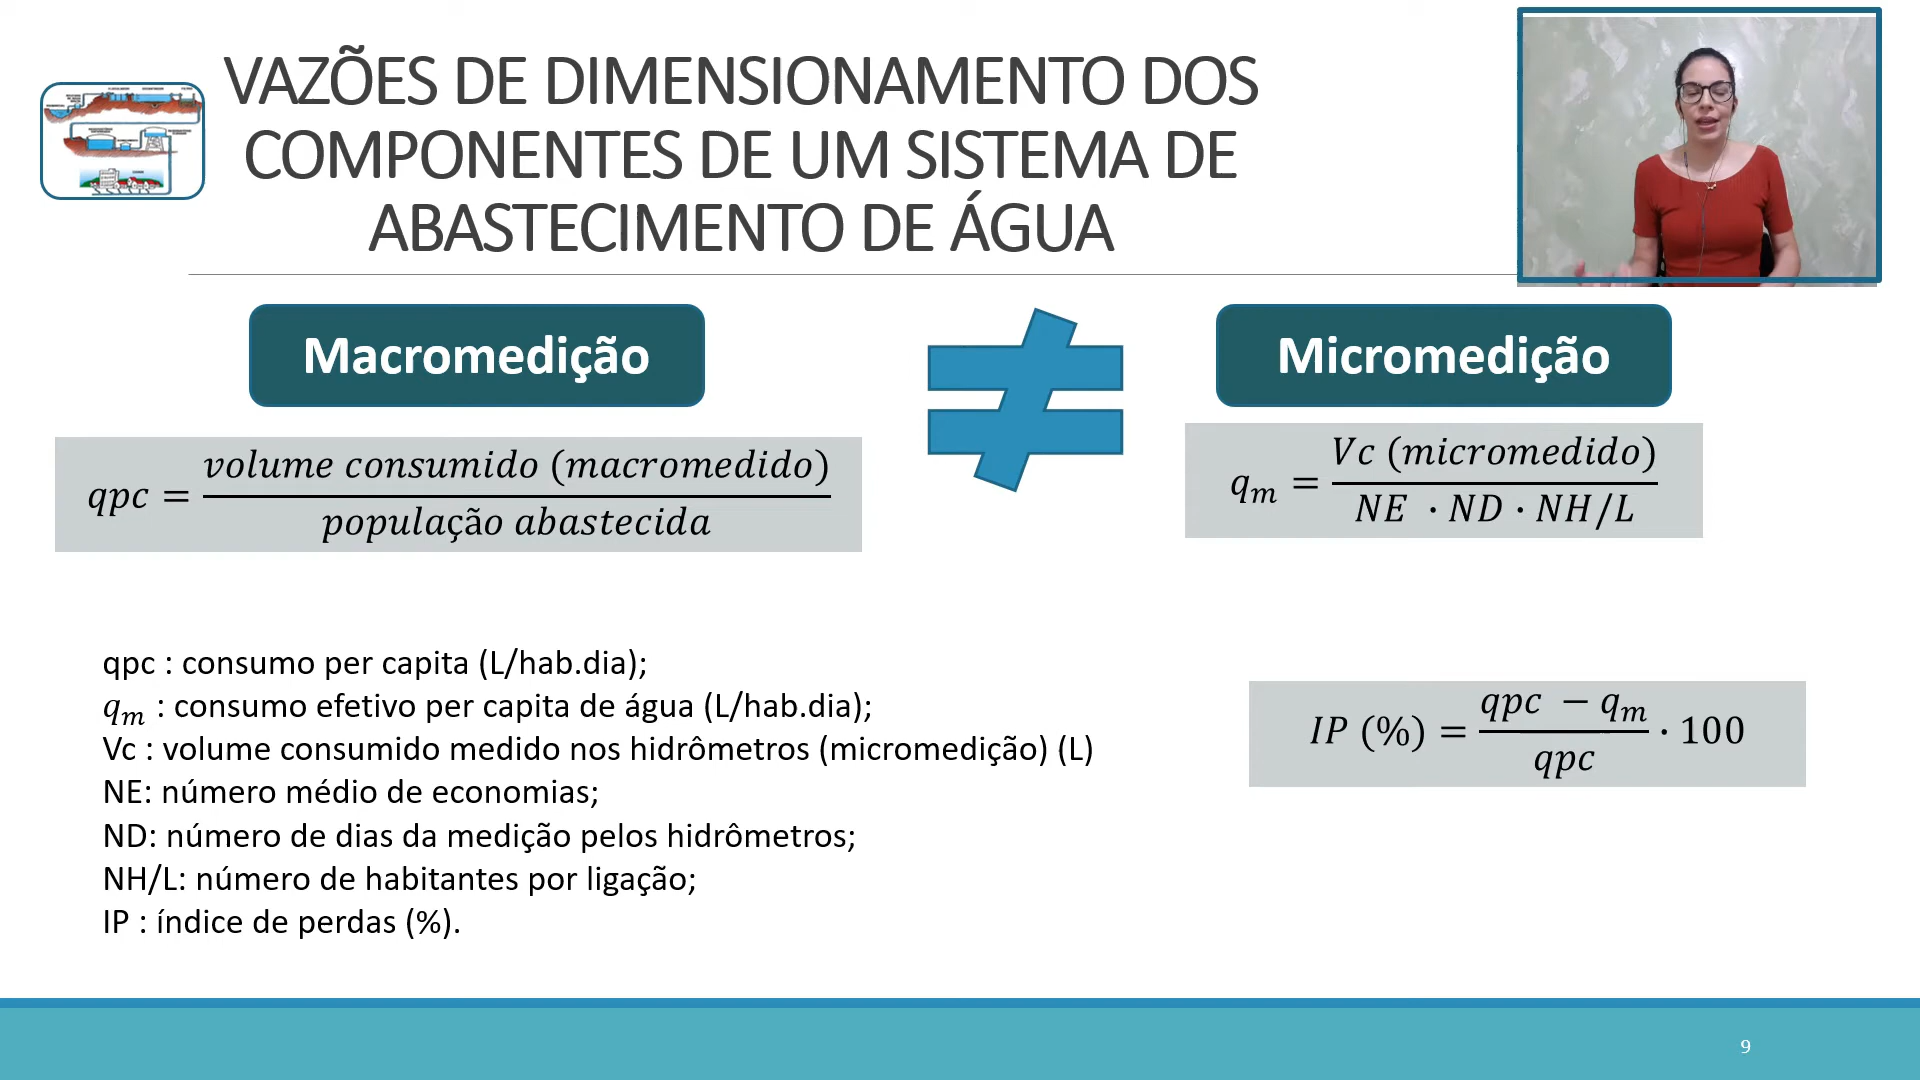 VAZÕES DE DIMENSIONAMENTO DOS
COMPONENTES DE UM SISTEMA DE
ABASTECIMENTO DE ÁGUA
Macromedição
≠
Micromedição
qpc = volume consumido (macromedido) / população abastecida
q_m = Vc (micromedido) / NE · ND · NH/L
qpc : consumo per capita (L/hab.dia);
q_m : consumo efetivo per capita de água (L/hab.dia);
Vc : volume consumido medido nos hidrômetros (micromedição) (L)
NE: número médio de economias;
ND: número de dias da medição pelos hidrômetros;
NH/L: número de habitantes por ligação;
IP : índice de perdas (%).
IP (%) = qpc − q_m / qpc · 100
9